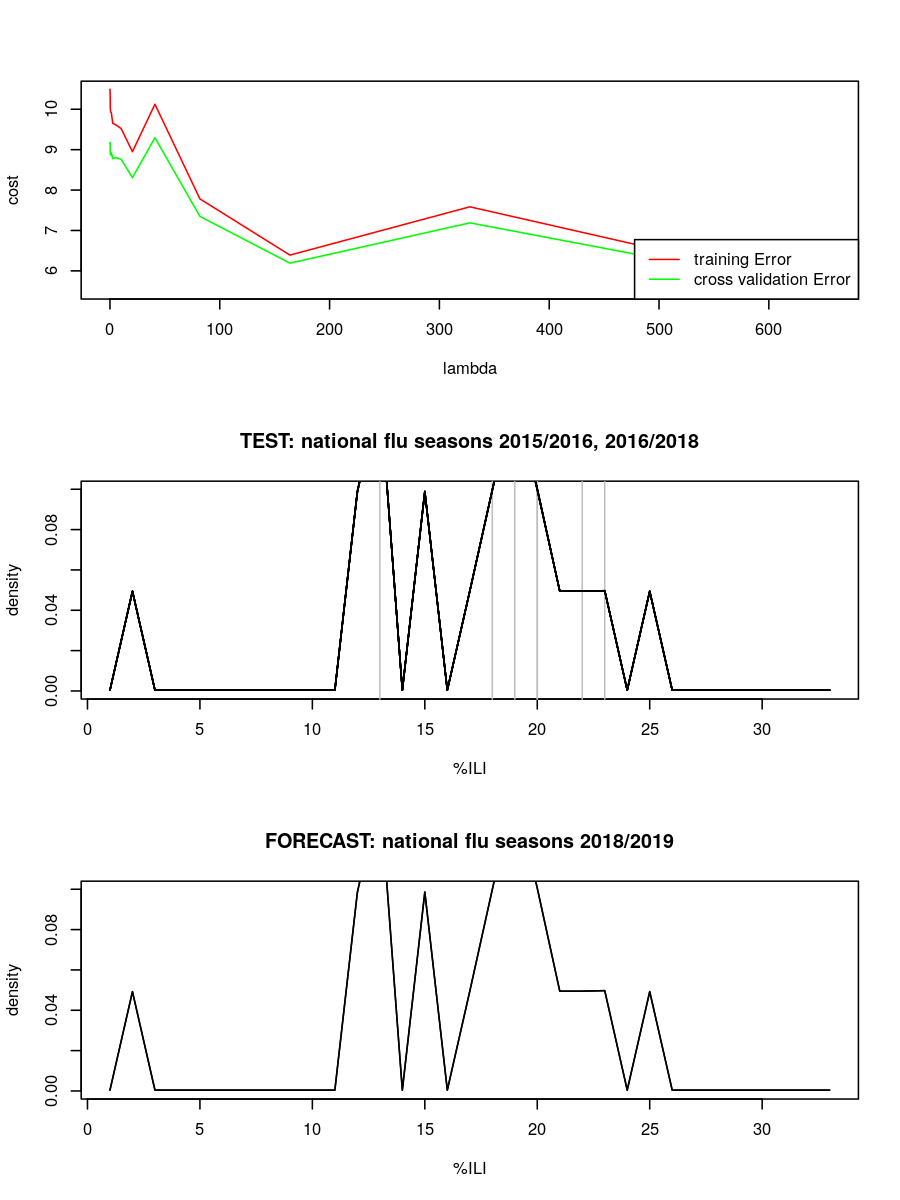 cost
10
9
8
7
6
training Error
cross validation Error
0 100 200 300 400 500 600
lambda
TEST: national flu seasons 2015/2016, 2016/2018
density
0.08
0.04
0.00
0 5 10 15 20 25 30
%ILI
FORECAST: national flu seasons 2018/2019
density
0.08
0.04
0.00
0 5 10 15 20 25 30
%ILI